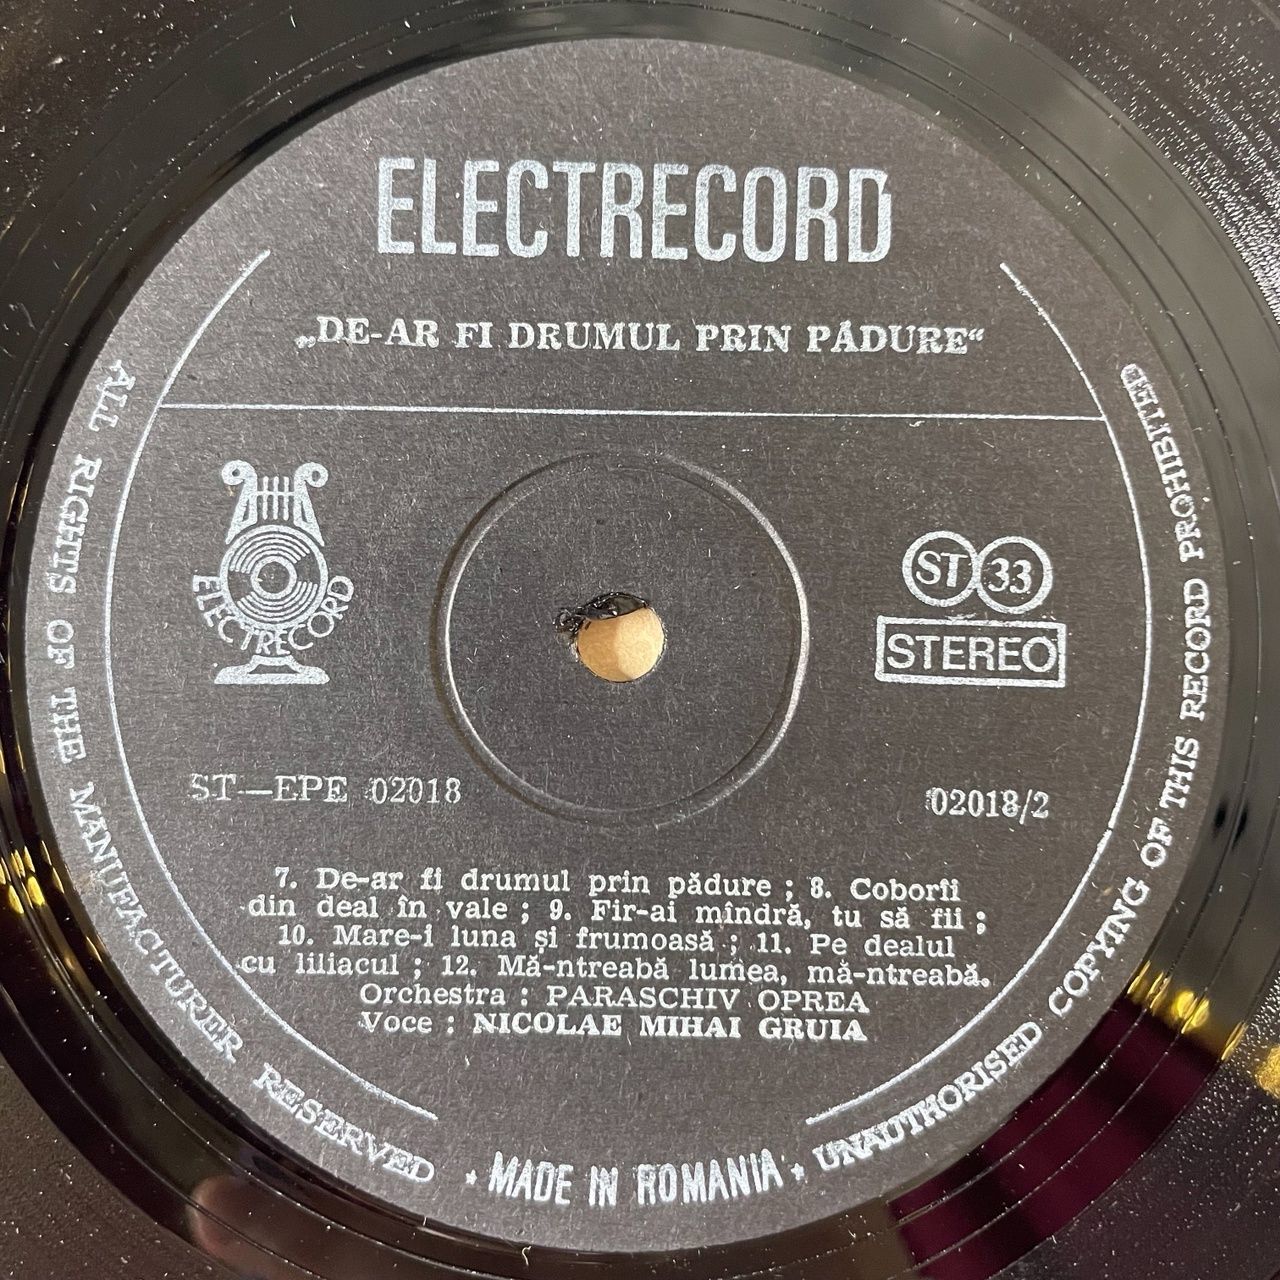 ELECTRECORD
„DE-AR FI DRUMUL PRIN PĂDURE“
ELECTRECORD
ST 33
STEREO
ST—EPE 02018
02018/2
7. De-ar fi drumul prin pădure ; 8. Coborîi
din deal în vale ; 9. Fir-ai mîndră, tu să fii ;
10. Mare-i luna și frumoasă ; 11. Pe dealul
cu liliacul ; 12. Mă-ntreabă lumea, mă-ntreabă.
Orchestra : PARASCHIV OPREA
Voce : NICOLAE MIHAI GRUIA
ALL RIGHTS OF THE MANUFACTURER RESERVED * MADE IN ROMANIA * UNAUTHORISED COPYING OF THIS RECORD PROHIBITED